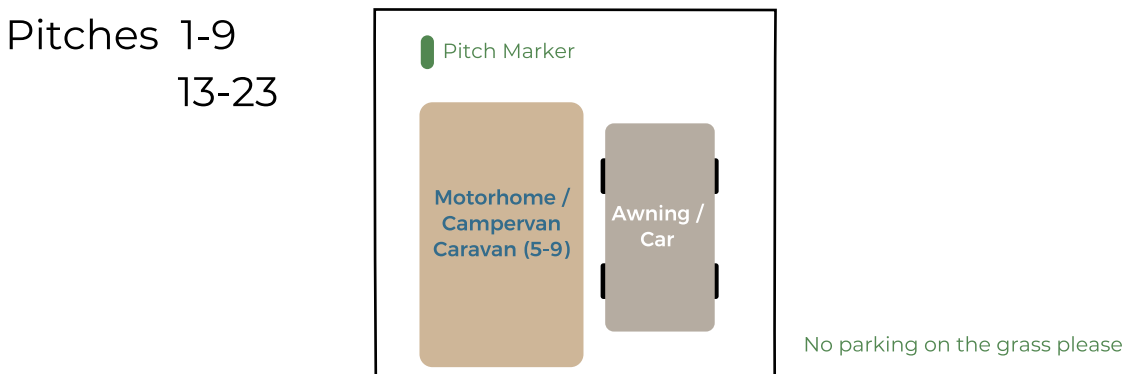 Pitches 1-9
13-23
Pitch Marker
Motorhome /
Campervan
Caravan (5-9)
Awning /
Car
No parking on the grass please